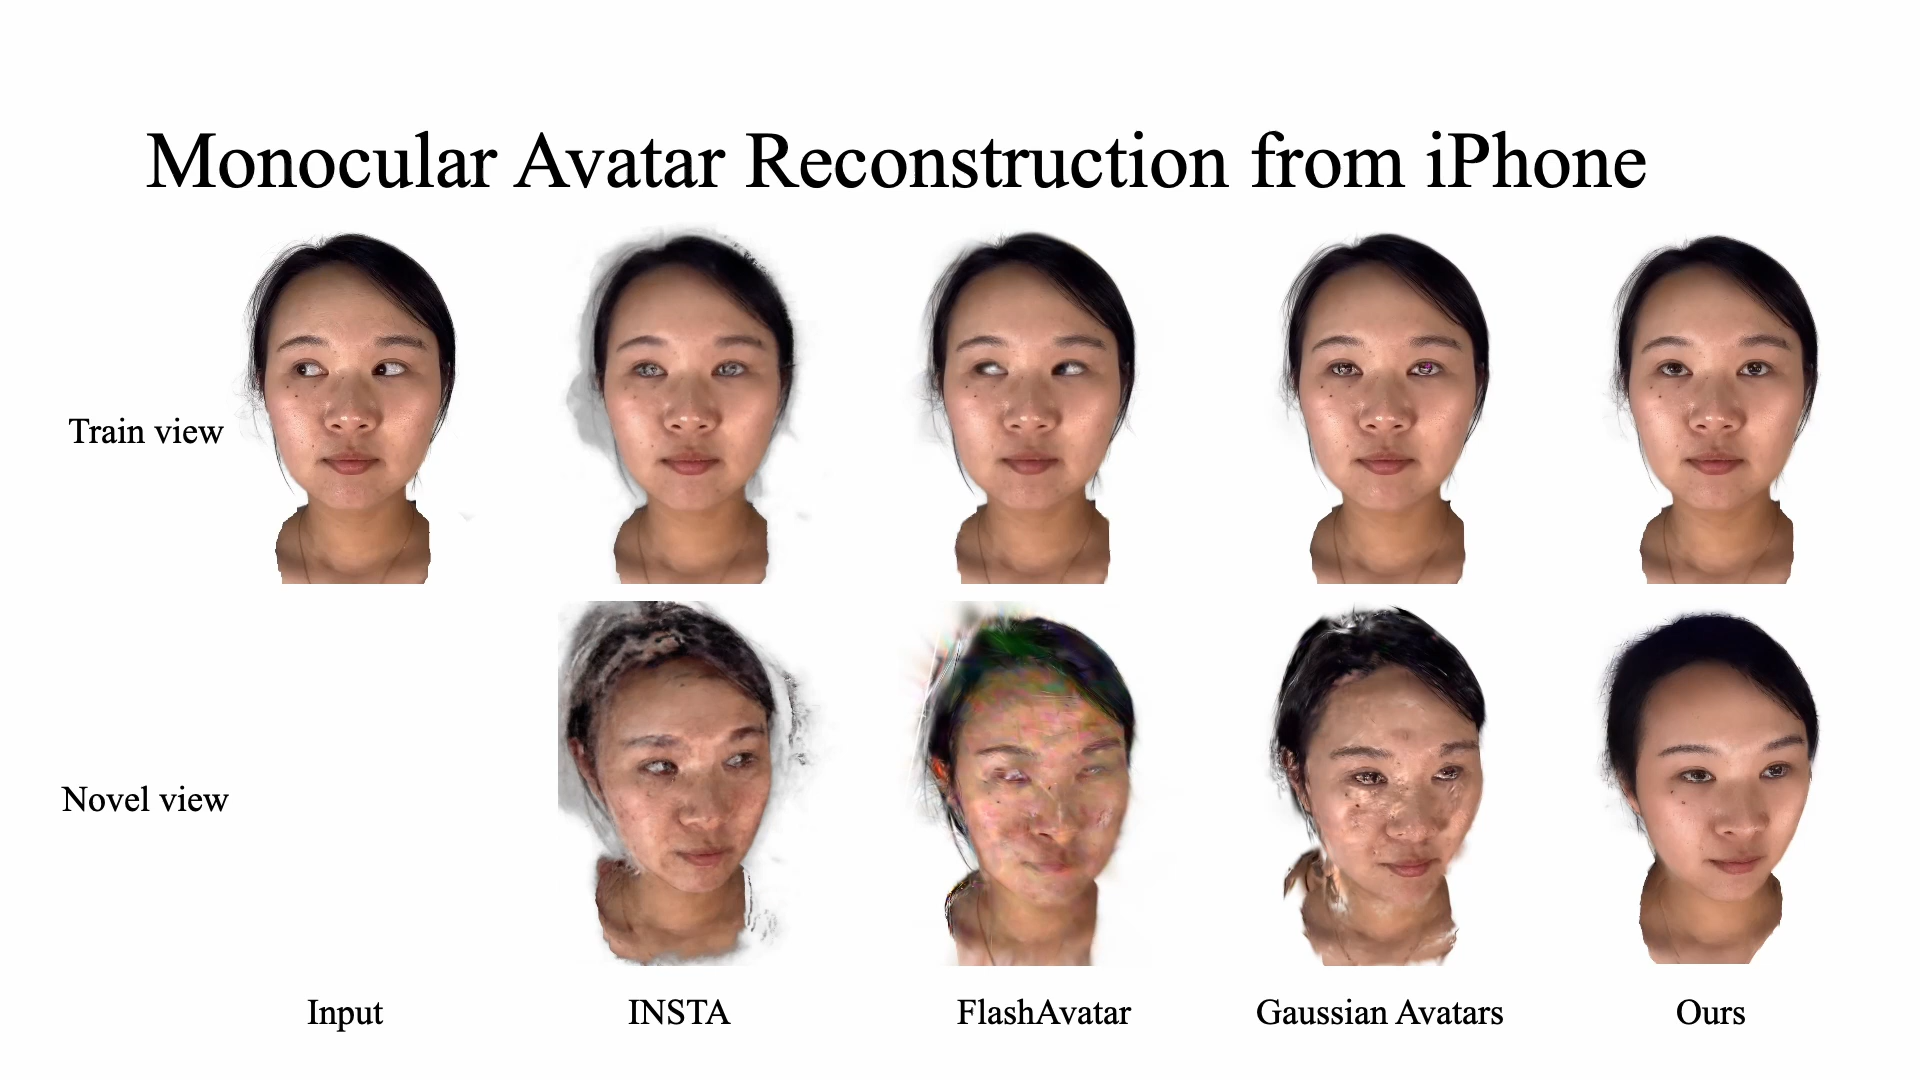 Monocular Avatar Reconstruction from iPhone
Train view
Novel view
Input
INSTA
FlashAvatar
Gaussian Avatars
Ours